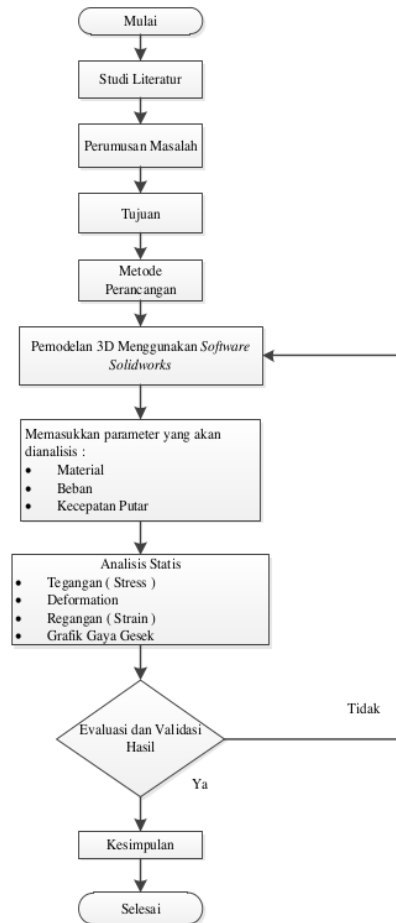 Mulai
Studi Literatur
Perumusan Masalah
Tujuan
Metode
Perancangan
Pemodelan 3D Menggunakan Software
Solidworks
Memasukkan parameter yang akan
dianalisis :
• Material
• Beban
• Kecepatan Putar
Analisis Statis
• Tegangan ( Stress )
• Deformation
• Regangan ( Strain )
• Grafik Gaya Gesek
Evaluasi dan Validasi
Hasil
Tidak
Ya
Kesimpulan
Selesai